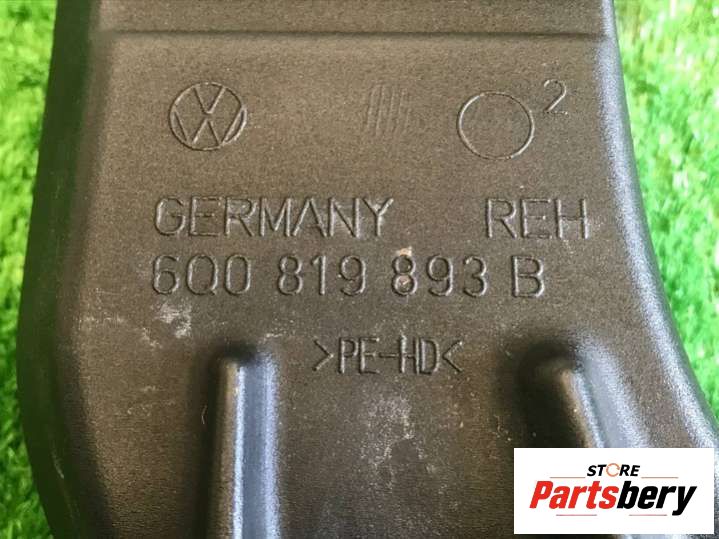 2
GERMANY REH
6Q0 819 893 B
>PE-HD<
STORE
Partsbery